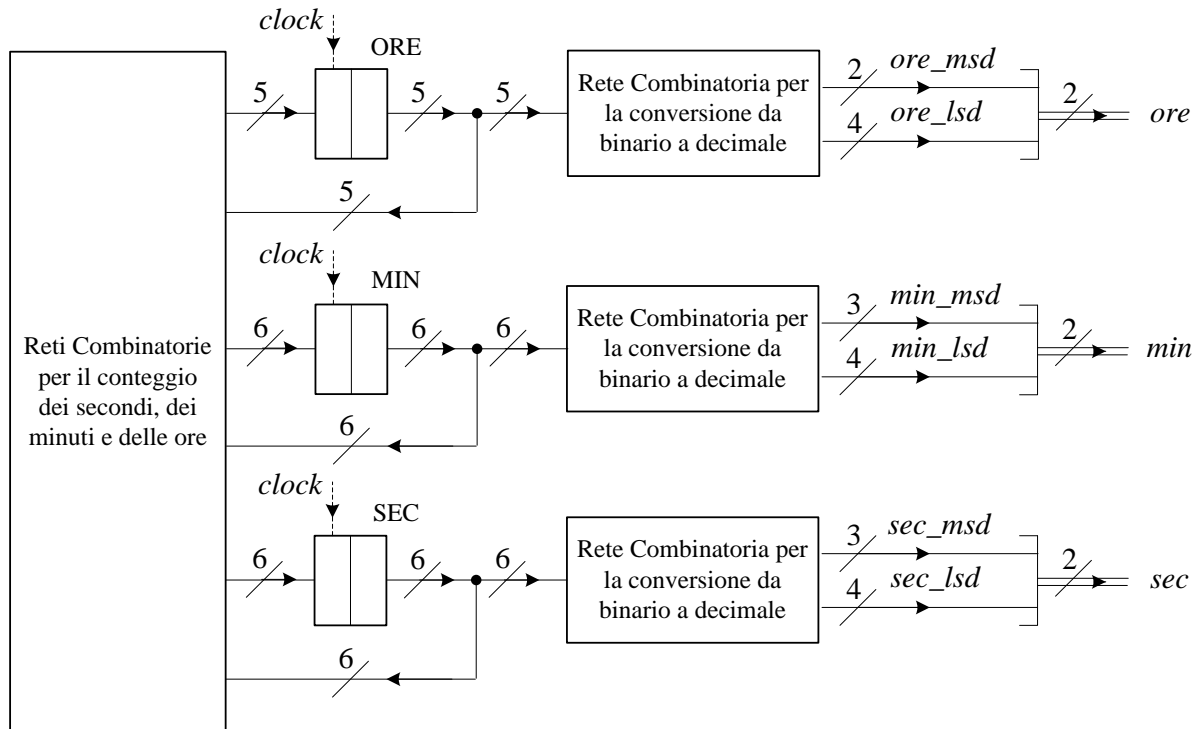 clock
ORE
5
5
5
Rete Combinatoria per
la conversione da
binario a decimale
2
ore_msd
4
ore_lsd
2
ore
5
clock
MIN
6
6
6
Rete Combinatoria per
la conversione da
binario a decimale
3
min_msd
4
min_lsd
2
min
6
Reti Combinatorie
per il conteggio
dei secondi, dei
minuti e delle ore
clock
SEC
6
6
6
Rete Combinatoria per
la conversione da
binario a decimale
3
sec_msd
4
sec_lsd
2
sec
6